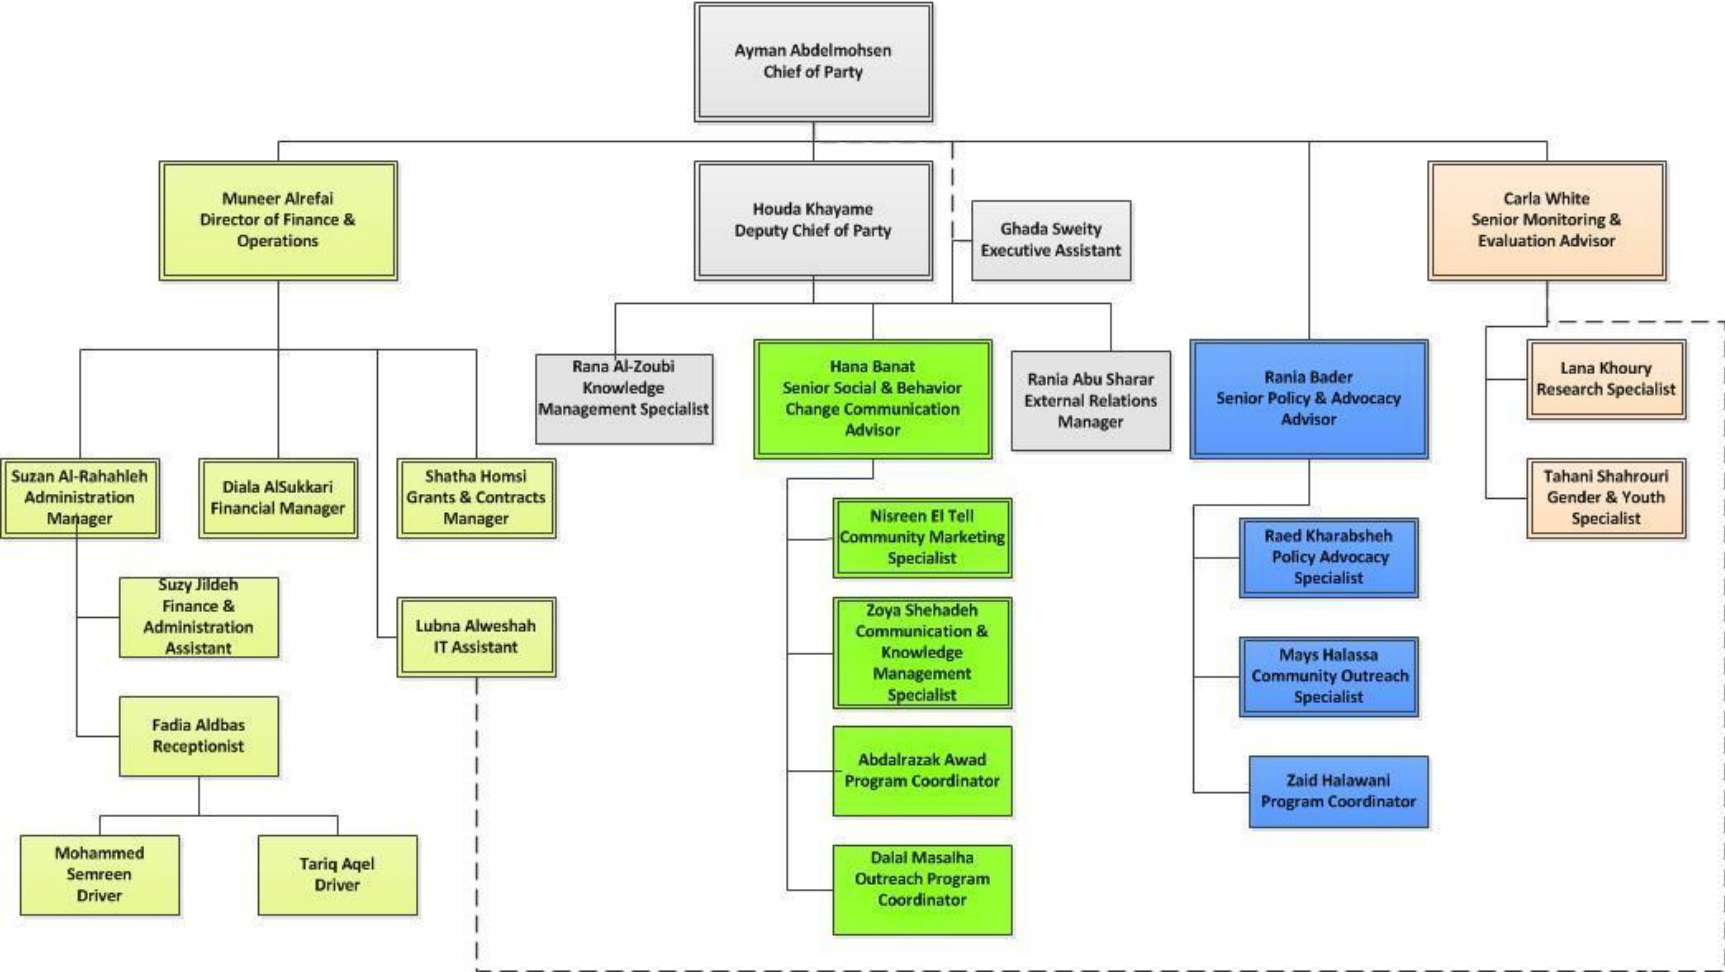 Ayman Abdelmohsen
Chief of Party
Muneer Alrefai
Director of Finance &
Operations
Houda Khayame
Deputy Chief of Party
Ghada Sweity
Executive Assistant
Carla White
Senior Monitoring &
Evaluation Advisor
Rana Al-Zoubi
Knowledge
Management Specialist
Hana Banat
Senior Social & Behavior
Change Communication
Advisor
Rania Abu Sharar
External Relations
Manager
Rania Bader
Senior Policy & Advocacy
Advisor
Lana Khoury
Research Specialist
Suzan Al-Rahahleh
Administration
Manager
Diala AlSukkari
Financial Manager
Shatha Homsi
Grants & Contracts
Manager
Tahani Shahrouri
Gender & Youth
Specialist
Nisreen El Tell
Community Marketing
Specialist
Raed Kharabsheh
Policy Advocacy
Specialist
Suzy Jildeh
Finance &
Administration
Assistant
Lubna Alweshah
IT Assistant
Zoya Shehadeh
Communication &
Knowledge
Management
Specialist
Mays Halassa
Community Outreach
Specialist
Fadia Aldbas
Receptionist
Abdalrazak Awad
Program Coordinator
Zaid Halawani
Program Coordinator
Mohammed
Semreen
Driver
Tariq Aqel
Driver
Dalal Masalha
Outreach Program
Coordinator